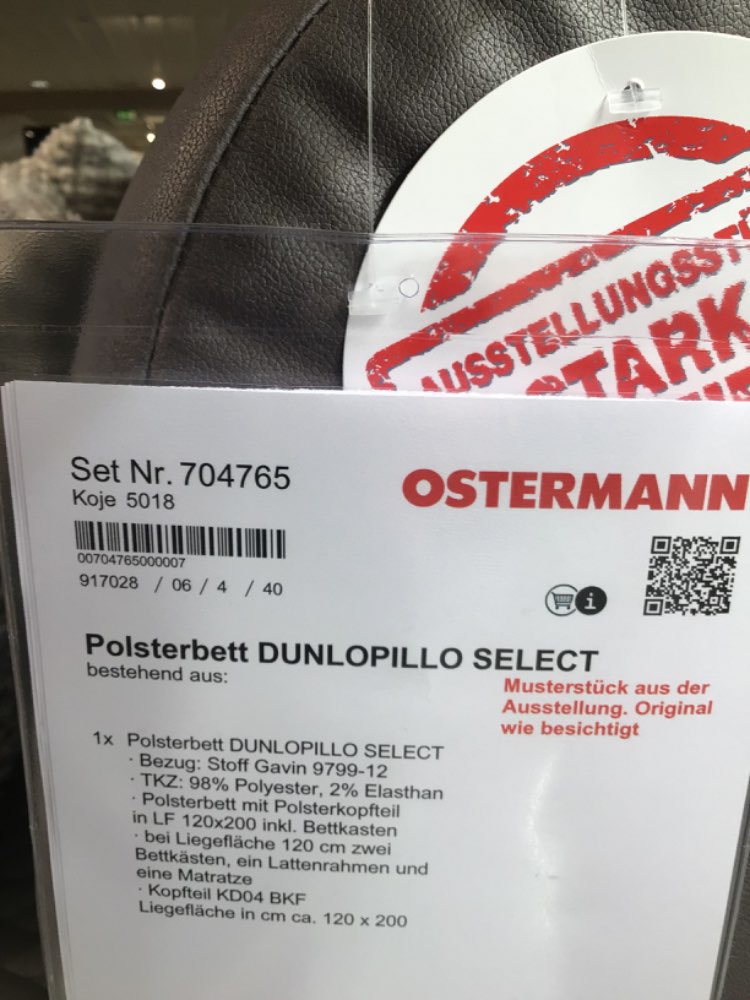 AUSSTELLUNGSST
STARK
Set Nr. 704765
Koje 5018
OSTERMANN
00704765000007
917028 / 06 / 4 / 40
i
Polsterbett DUNLOPILLO SELECT
bestehend aus:
Musterstück aus der
Ausstellung. Original
wie besichtigt
1x Polsterbett DUNLOPILLO SELECT
· Bezug: Stoff Gavin 9799-12
· TKZ: 98% Polyester, 2% Elasthan
· Polsterbett mit Polsterkopfteil
in LF 120x200 inkl. Bettkasten
· bei Liegefläche 120 cm zwei
Bettkästen, ein Lattenrahmen und
eine Matratze
· Kopfteil KD04 BKF
Liegefläche in cm ca. 120 x 200